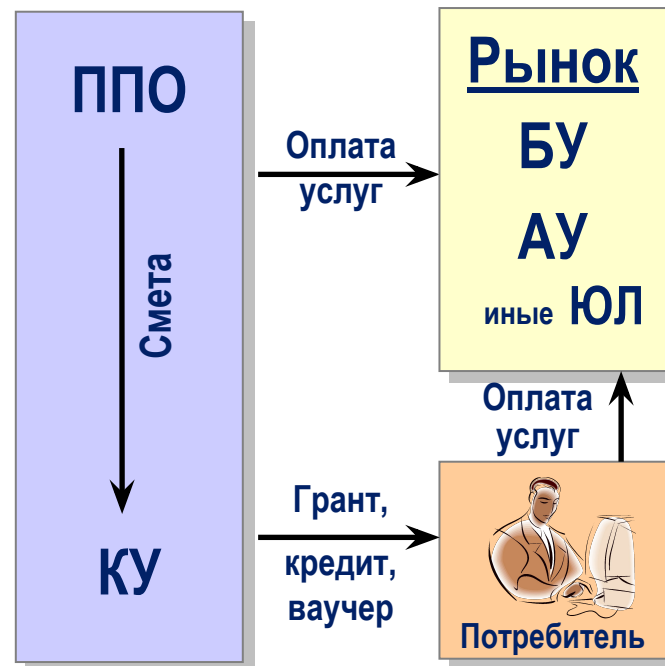 ППО
Смета
КУ
Оплата
услуг
Грант,
кредит,
ваучер
Рынок
БУ
АУ
иные ЮЛ
Оплата
услуг
Потребитель